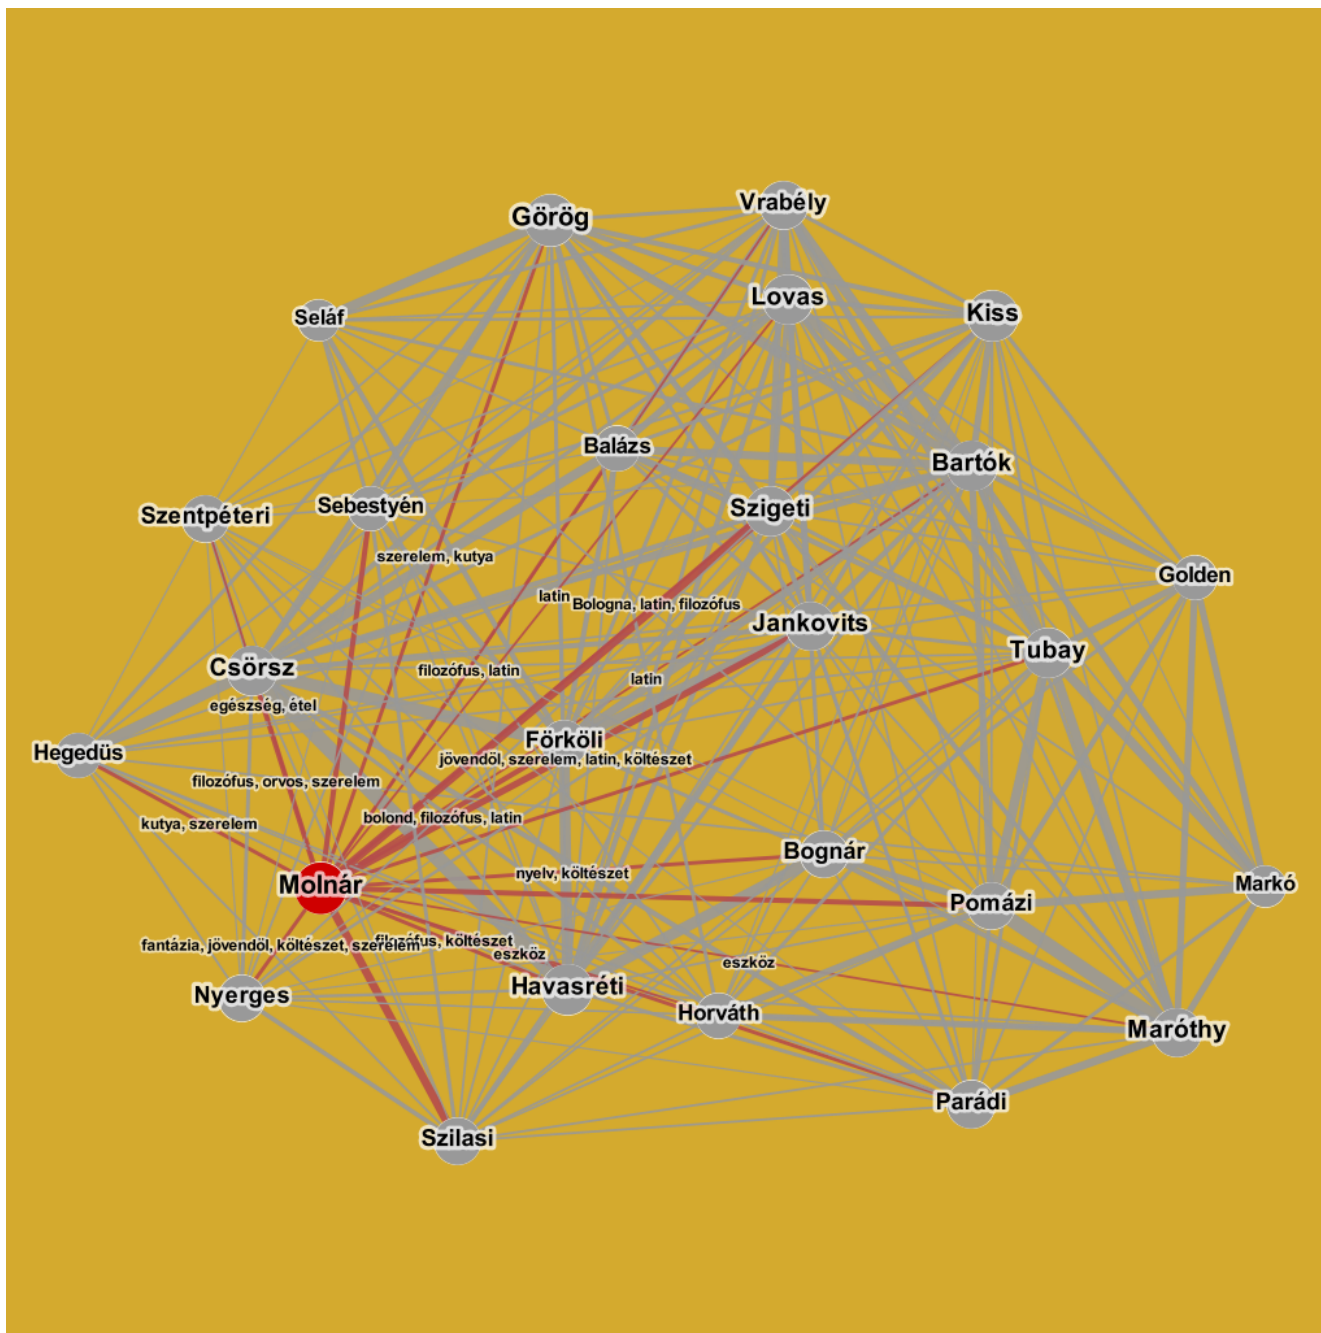 Vrabély
Görög
Lovas
Kiss
Seláf
Balázs
Bartók
Sebestyén
Szigeti
Szentpéteri
szerelem, kutya
Golden
latin
Bologna, latin, filozófus
Jankovits
Tubay
Csörsz
filozófus, latin
latin
egészség, étel
Förköli
Hegedüs
jövendöl, szerelem, latin, költészet
filozófus, orvos, szerelem
bolond, filozófus, latin
kutya, szerelem
Bognár
nyelv, költészet
Molnár
Markó
Pomázi
filozófus, költészet
fantázia, jövendöl, költészet, szerelem
eszköz
eszköz
Havasréti
Nyerges
Horváth
Maróthy
Parádi
Szilasi